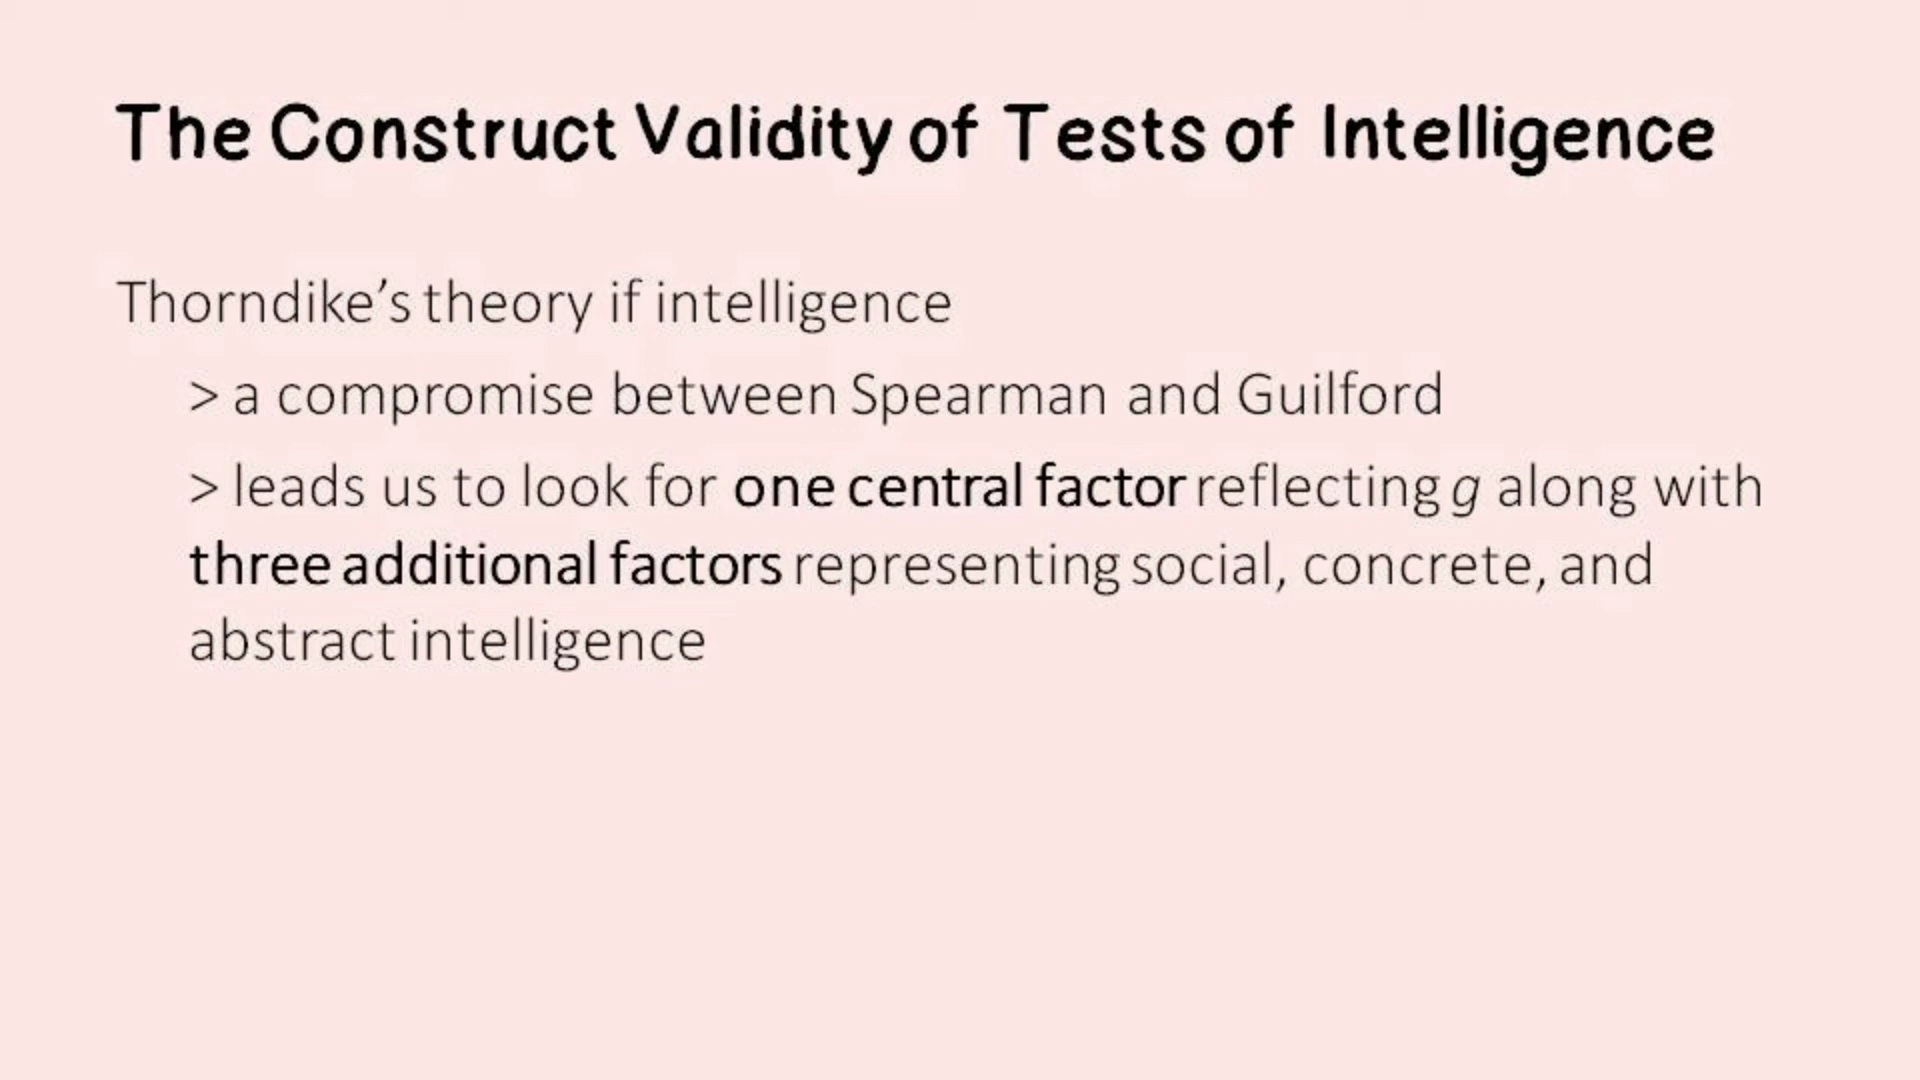 The Construct Validity of Tests of Intelligence
Thorndike’s theory if intelligence
> a compromise between Spearman and Guilford
> leads us to look for one central factor reflecting g along with
three additional factors representing social, concrete, and
abstract intelligence